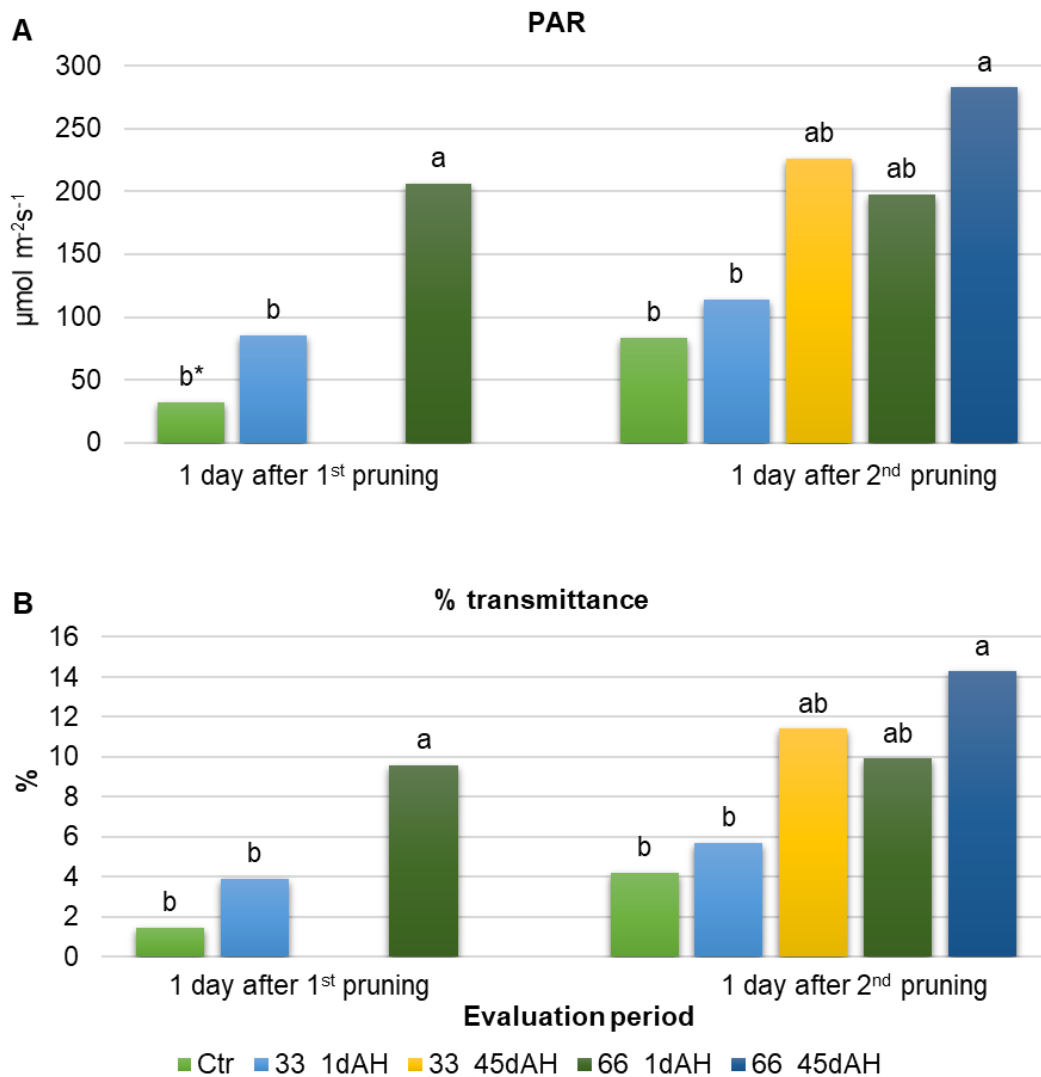 A
PAR
300
250
200
150
100
50
0
µmol m-2s-1
b*
b
a
b
b
ab
ab
a
1 day after 1st pruning
1 day after 2nd pruning
B
% transmittance
16
14
12
10
8
6
4
2
0
%
b
b
a
b
b
ab
ab
a
1 day after 1st pruning
1 day after 2nd pruning
Evaluation period
Ctr 33 1dAH 33 45dAH 66 1dAH 66 45dAH